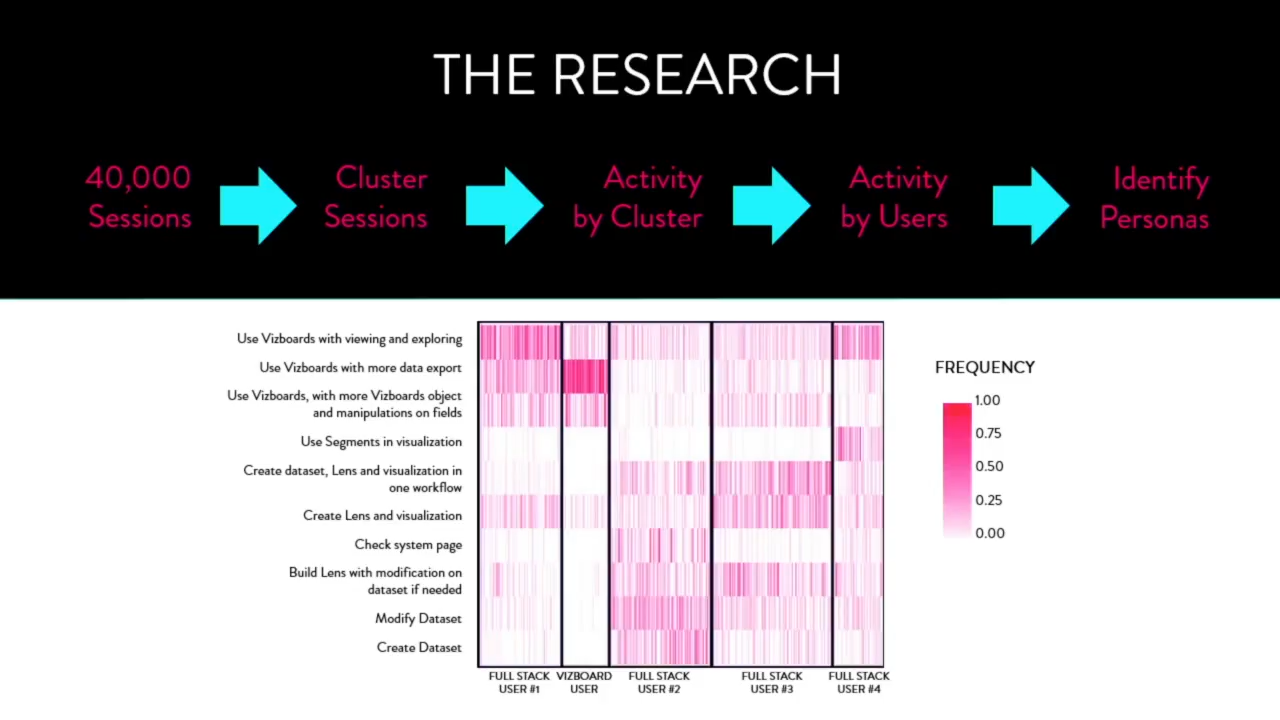 THE RESEARCH
40,000
Sessions
Cluster
Sessions
Activity
by Cluster
Activity
by Users
Identify
Personas
Use Vizboards with viewing and exploring
Use Vizboards with more data export
Use Vizboards, with more Vizboards object
and manipulations on fields
Use Segments in visualization
Create dataset, Lens and visualization in
one workflow
Create Lens and visualization
Check system page
Build Lens with modification on
dataset if needed
Modify Dataset
Create Dataset
FULL STACK
USER #1
VIZBOARD
USER
FULL STACK
USER #2
FULL STACK
USER #3
FULL STACK
USER #4
FREQUENCY
1.00
0.75
0.50
0.25
0.00